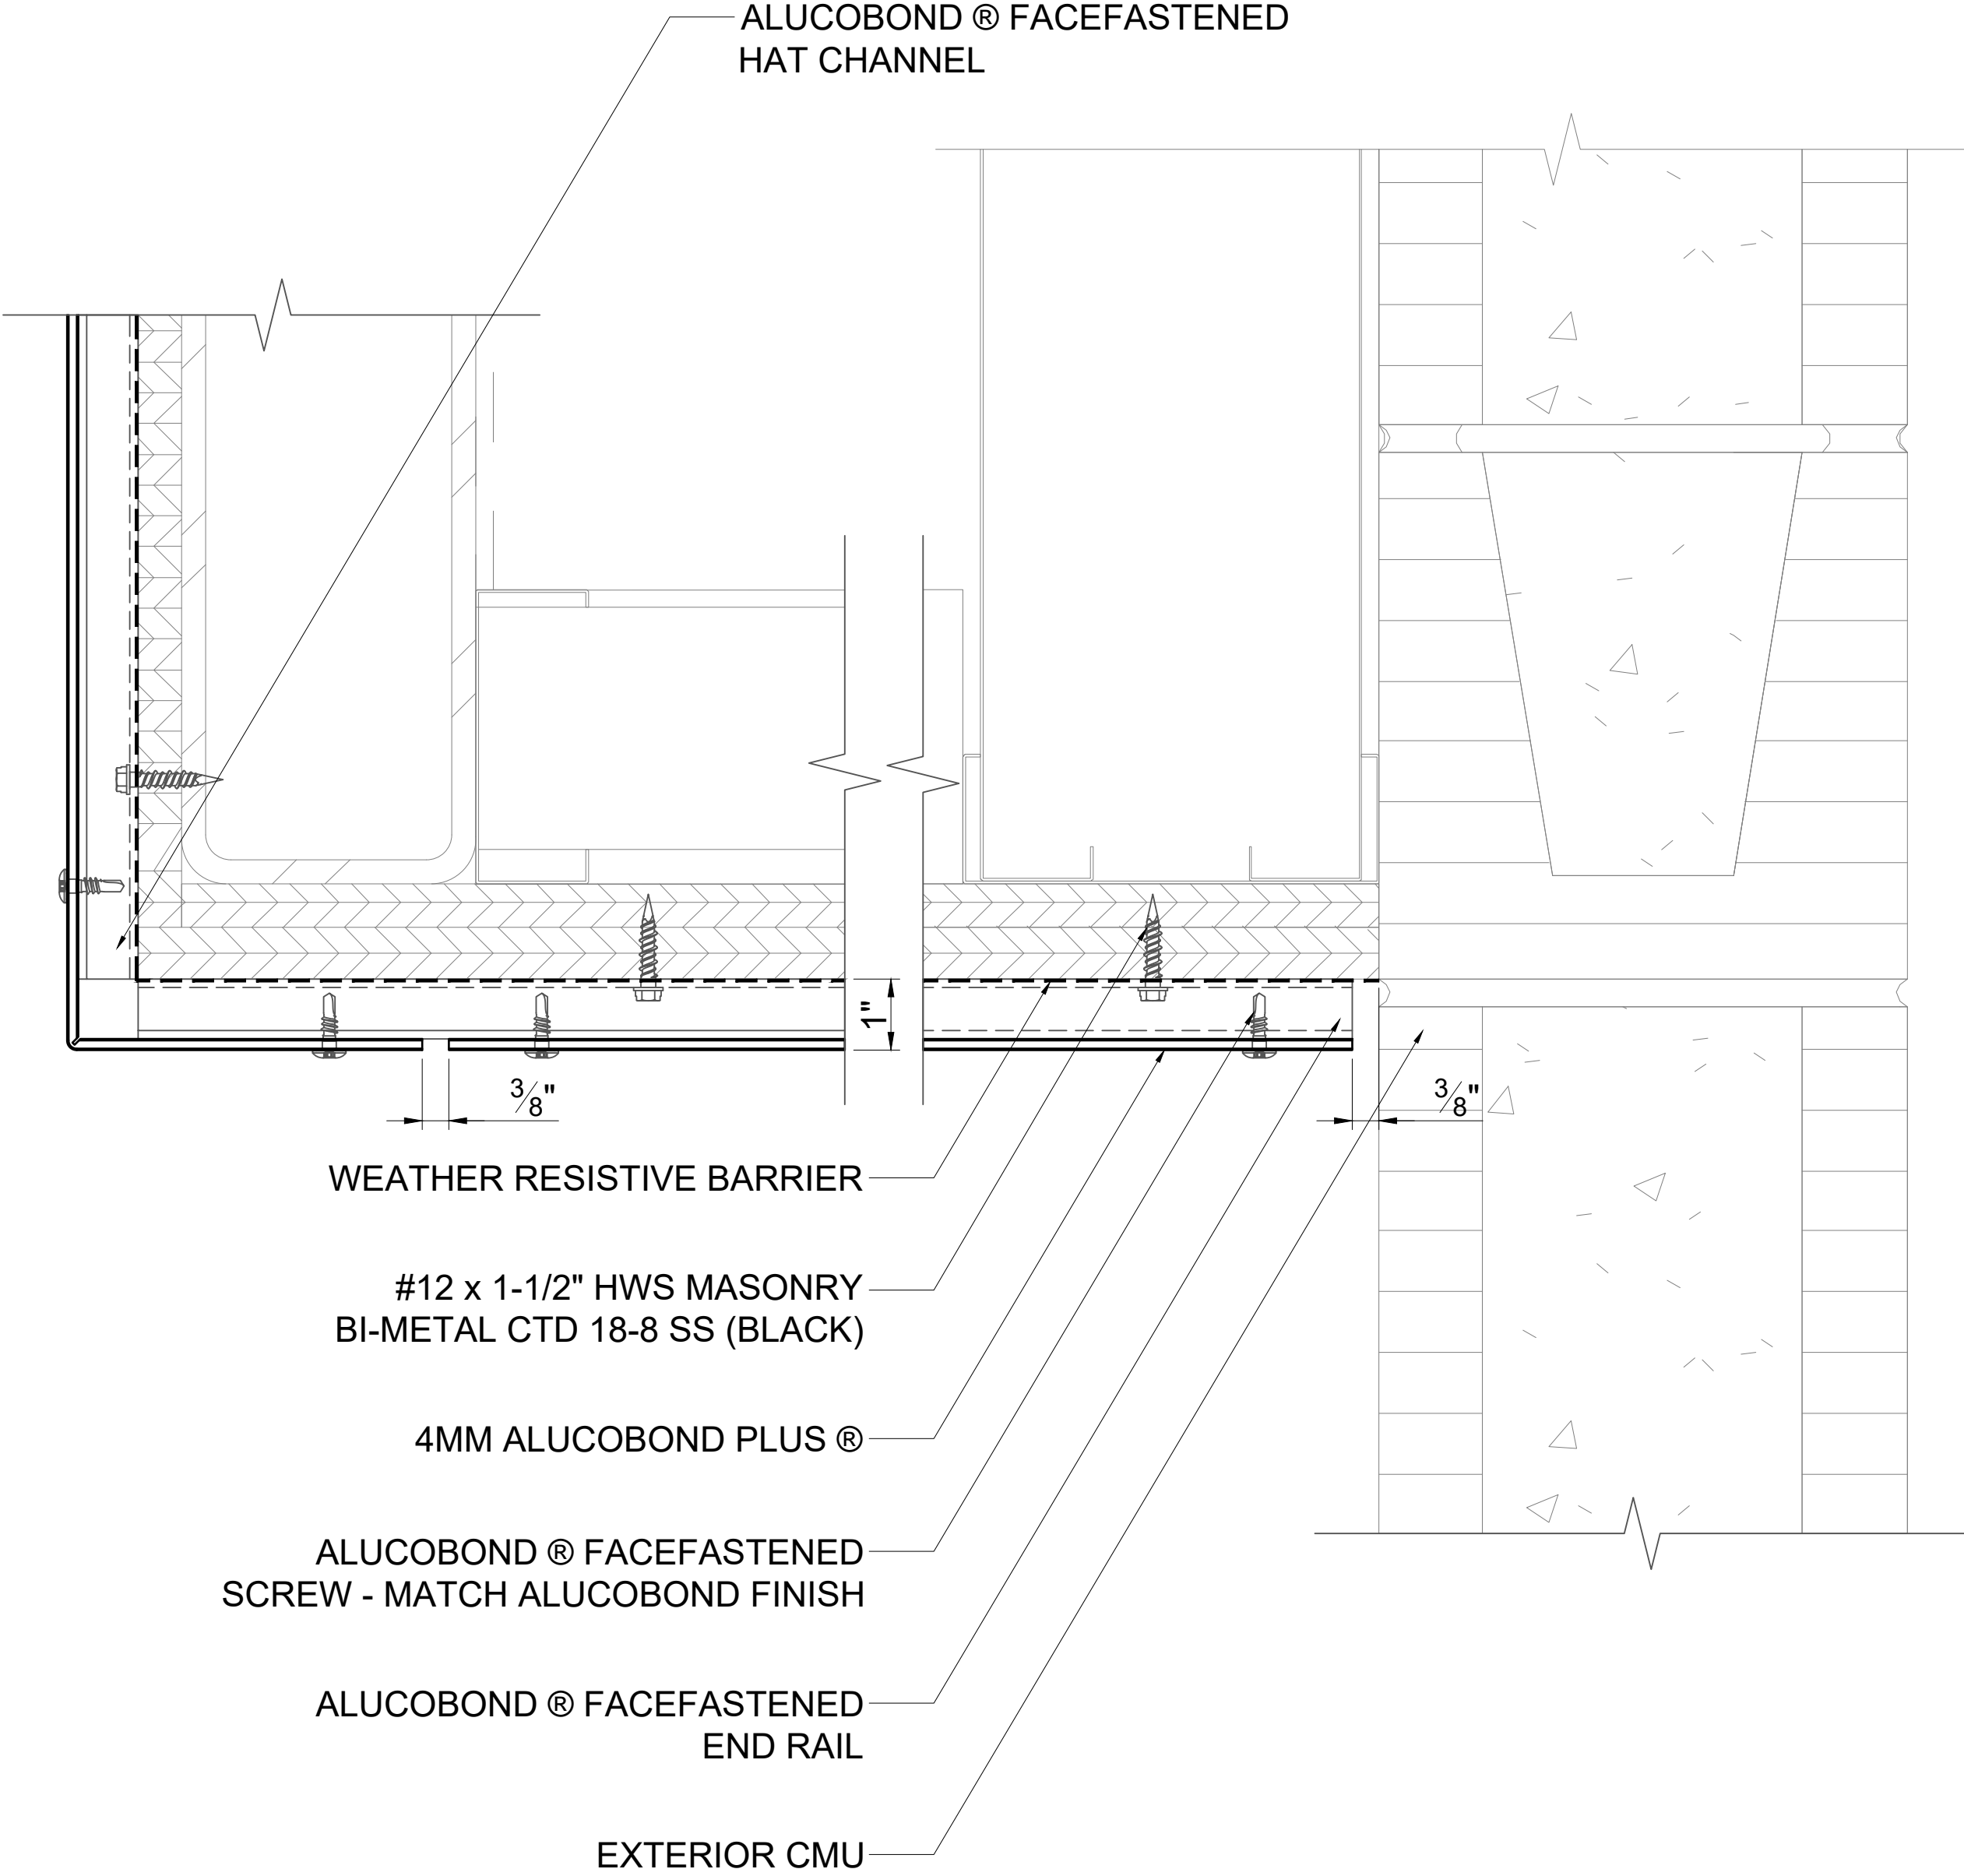 ALUCOBOND ® FACEFASTENED
HAT CHANNEL
1"
3/8"
3/8"
WEATHER RESISTIVE BARRIER
#12 x 1-1/2" HWS MASONRY
BI-METAL CTD 18-8 SS (BLACK)
4MM ALUCOBOND PLUS ®
ALUCOBOND ® FACEFASTENED
SCREW - MATCH ALUCOBOND FINISH
ALUCOBOND ® FACEFASTENED
END RAIL
EXTERIOR CMU